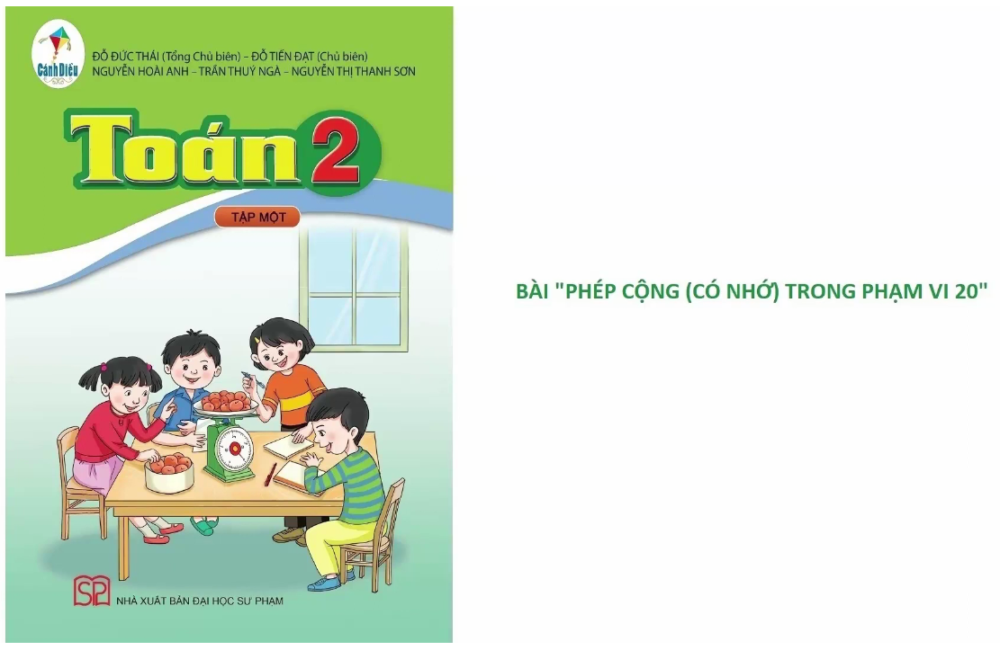 Cánh Diều
ĐỖ ĐỨC THÁI (Tổng Chủ biên) – ĐỖ TIẾN ĐẠT (Chủ biên)
NGUYỄN HOÀI ANH – TRẦN THUÝ NGÀ – NGUYỄN THỊ THANH SƠN
Toán 2
TẬP MỘT
BÀI "PHÉP CỘNG (CÓ NHỚ) TRONG PHẠM VI 20"
SP
NHÀ XUẤT BẢN ĐẠI HỌC SƯ PHẠM